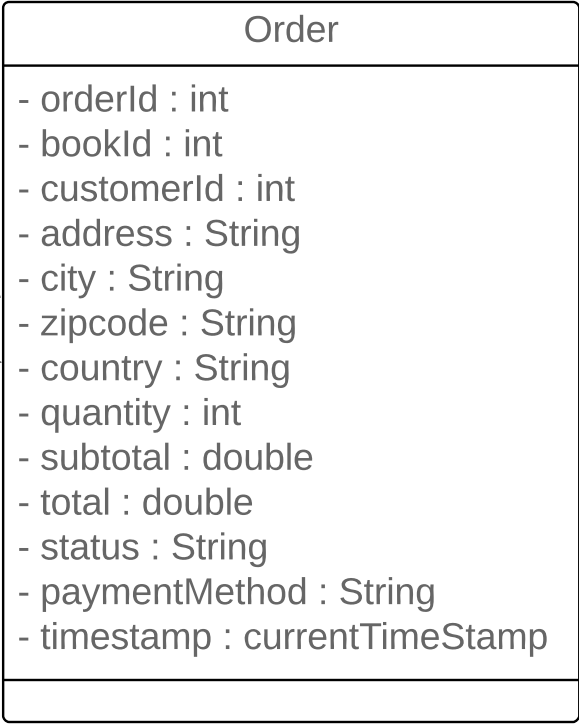 Order
- orderId : int
- bookId : int
- customerId : int
- address : String
- city : String
- zipcode : String
- country : String
- quantity : int
- subtotal : double
- total : double
- status : String
- paymentMethod : String
- timestamp : currentTimeStamp